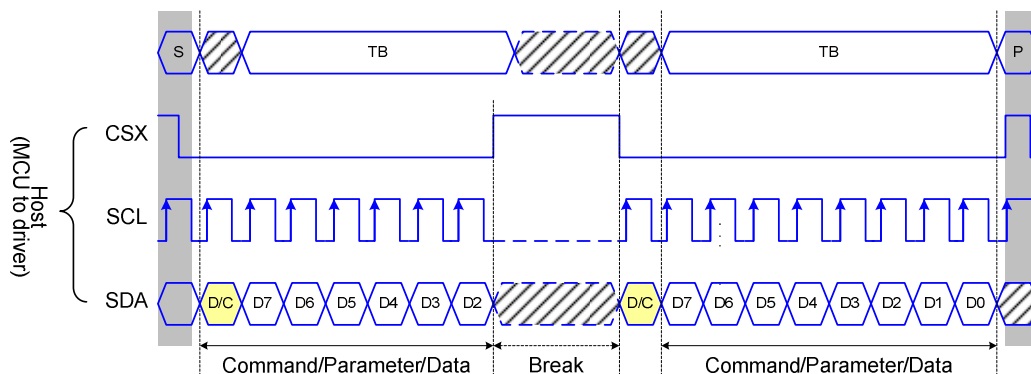 S TB TB P
CSX
SCL
SDA D/C D7 D6 D5 D4 D3 D2 D/C D7 D6 D5 D4 D3 D2 D1 D0
Host
(MCU to driver)
Command/Parameter/Data Break Command/Parameter/Data